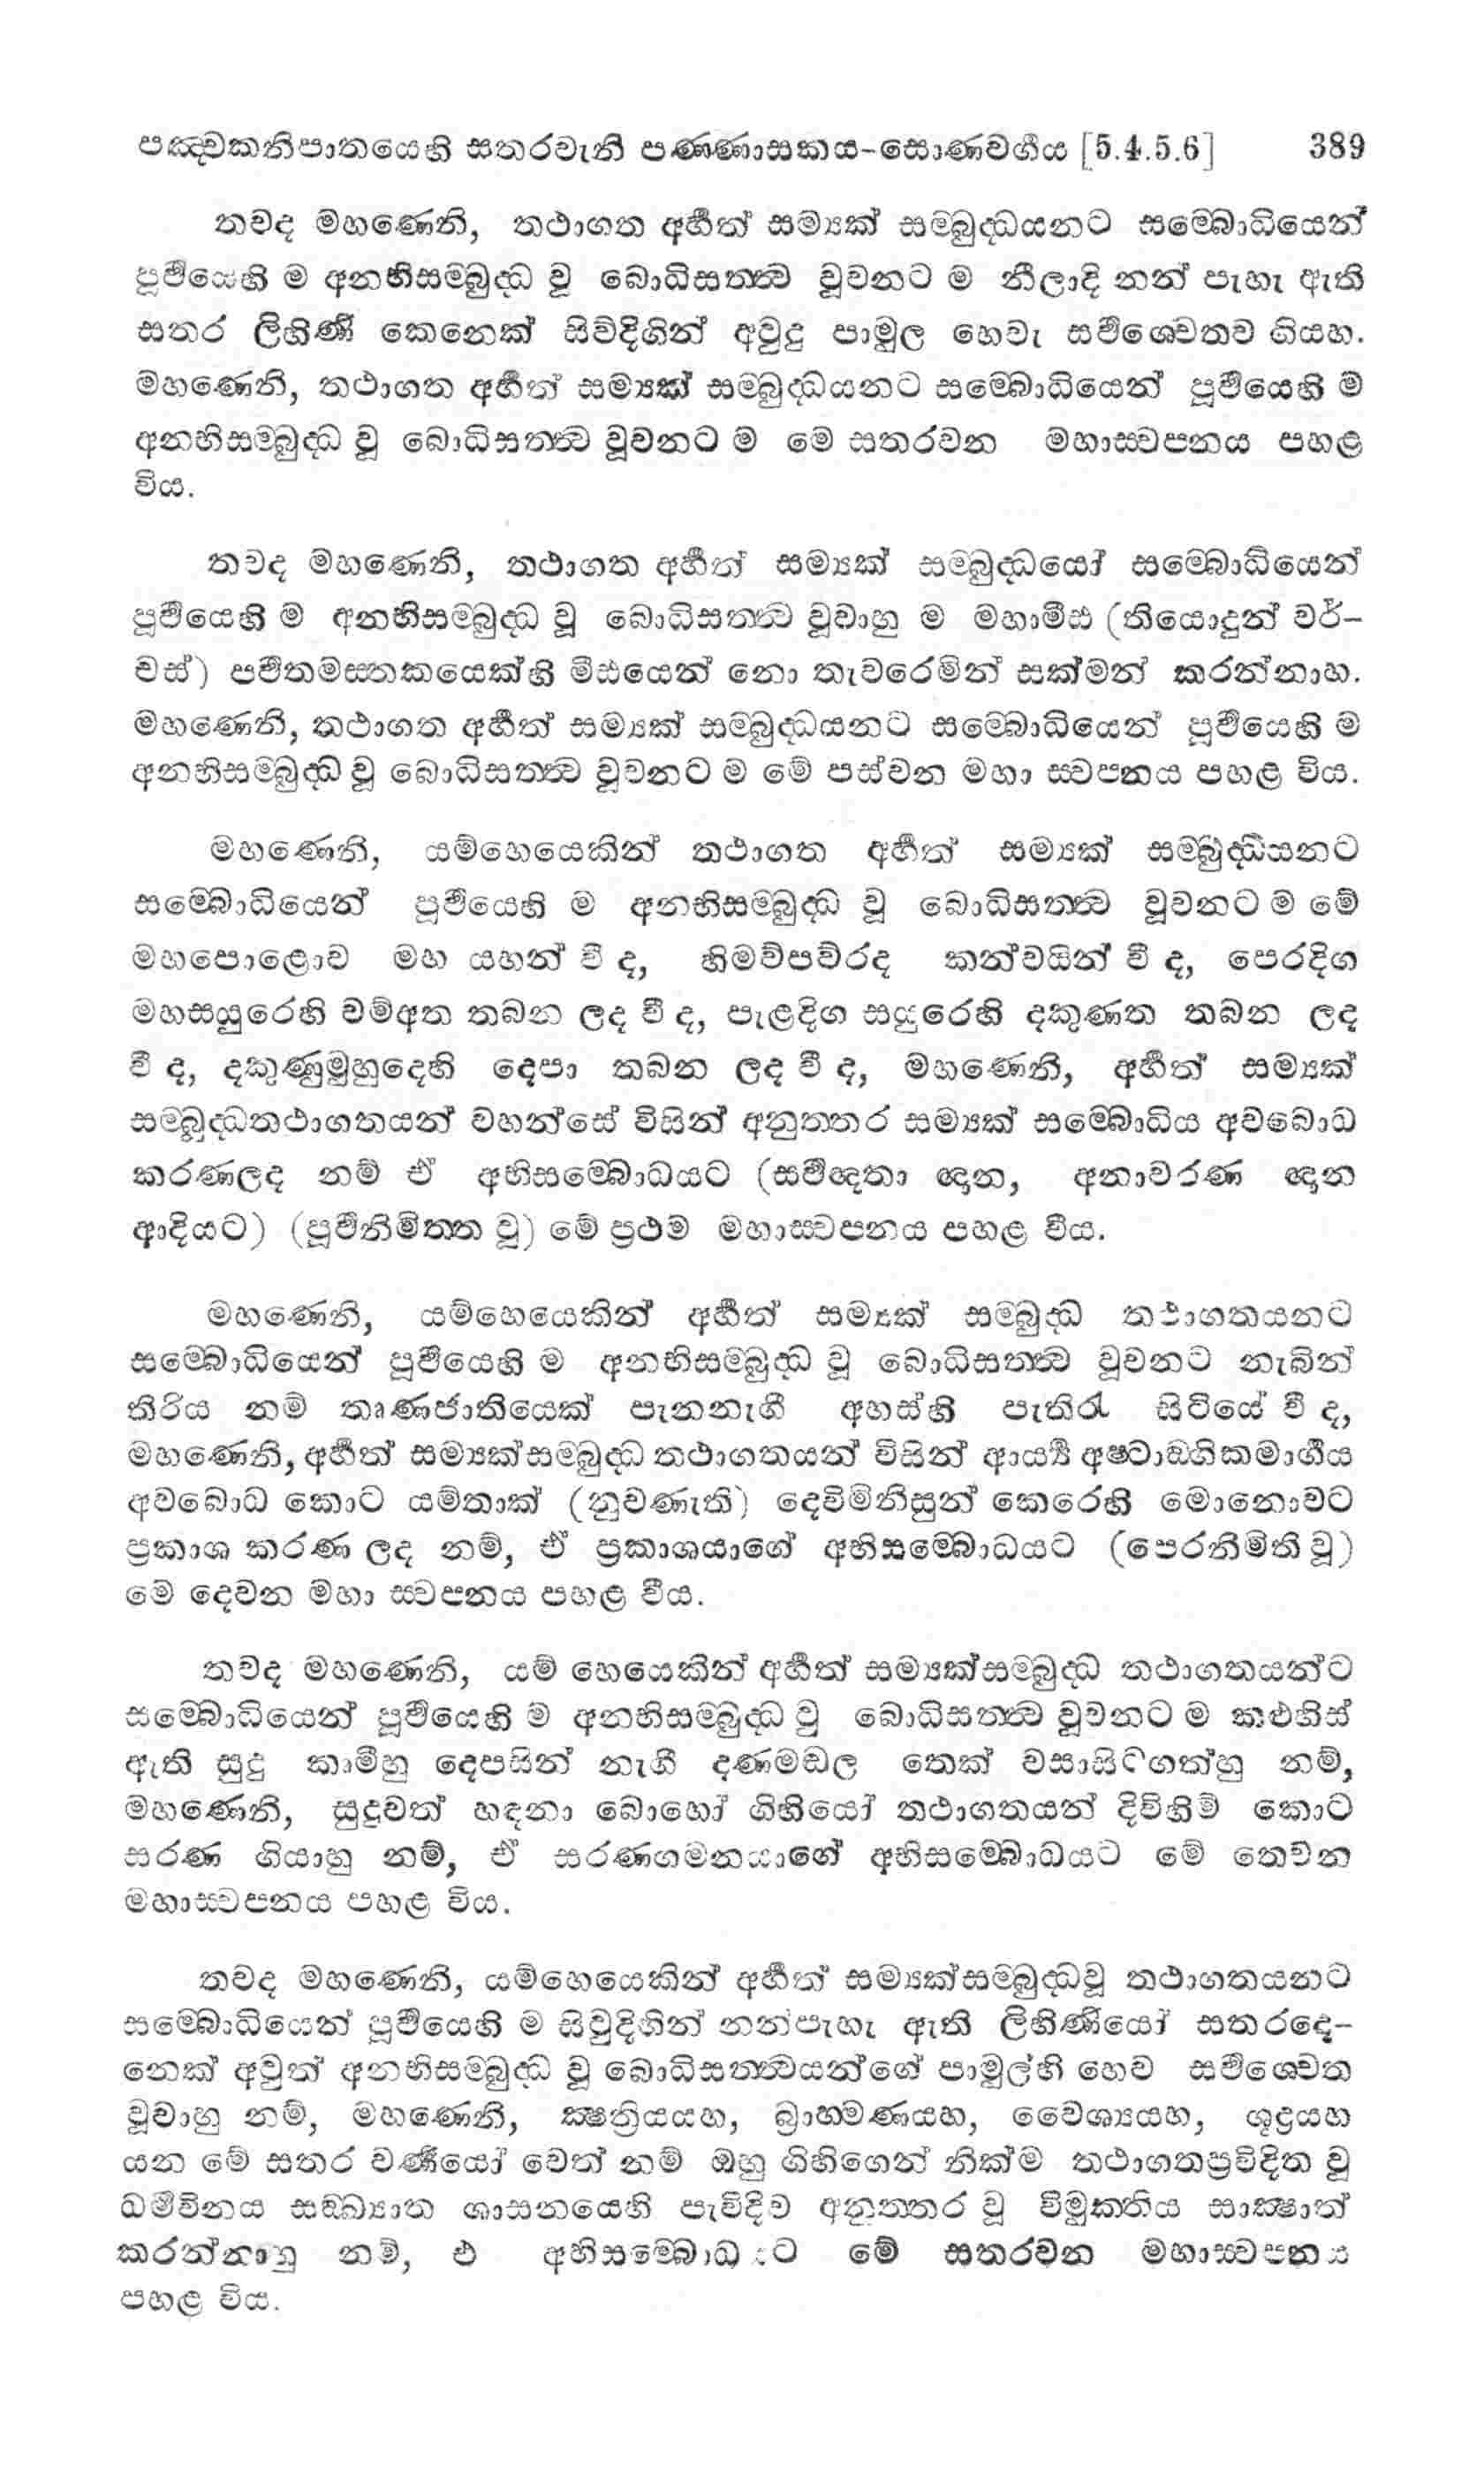 පඤ්චකනිපාතයෙහි සතරවැනි පණ්ණාසකය-සොණවර්‍ගය [5.4.5.6] 389
තවද මහණෙනි, තථාගත අර්‍හත් සම්‍යක් සම්බුද්ධයනට සම්බොධියෙන්
පූර්‍වයෙහි ම අනභිසම්බුද්ධ වූ බොධිසත්ත්ව වූවනට ම නීලාදි නන් පැහැ ඇති
සතර ලිහිණි කෙනෙක් සිව්දිගින් අවුදු පාමුල හෙවැ සර්‍වශ්වෙතව ගියහ.
මහණෙනි, තථාගත අර්‍හත් සම්‍යක් සම්බුද්ධයනට සම්බොධියෙන් පූර්‍වයෙහි ම
අනභිසම්බුද්ධ වූ බොධිසත්ත්ව වූවනට ම මෙ සතරවන මහාස්වප්නය පහළ
විය.
තවද මහණෙනි, තථාගත අර්‍හත් සම්‍යක් සම්බුද්ධයෝ සම්බොධියෙන්
පූර්‍වයෙහි ම අනභිසම්බුද්ධ වූ බොධිසත්ත්ව වූවාහු ම මහාමීඪ (තියොදුන් වර්-
චස්) පර්‍වතමස්තකයෙක්හි මීඪයෙන් නො තැවරෙමින් සක්මන් කරන්නාහ.
මහණෙනි, තථාගත අර්‍හත් සම්‍යක් සම්බුද්ධයනට සම්බොධියෙන් පූර්‍වයෙහි ම
අනභිසම්බුද්ධ වූ බොධිසත්ත්ව වූවනට ම මේ පස්වන මහා ස්වප්නය පහළ විය.
මහණෙනි, යම්හෙයෙකින් තථාගත අර්‍හත් සම්‍යක් සම්බුද්ධයනට
සම්බොධියෙන් පූර්‍වයෙහි ම අනභිසම්බුද්ධ වූ බොධිසත්ත්ව වූවනට ම මේ
මහපොළොව මහ යහන් වී ද, හිමව්පව්රද කන්වයින් වී ද, පෙරදිග
මහසයුරෙහි වම්අත තබන ලද වී ද, පැළදිග සයුරෙහි දකුණත තබන ලද
වී ද, දකුණුමුහුදෙහි දෙපා තබන ලද වී ද, මහණෙනි, අර්‍හත් සම්‍යක්
සම්බුද්ධතථාගතයන් වහන්සේ විසින් අනුත්තර සම්‍යක් සම්බොධිය අවබොධ
කරණලද නම් ඒ අභිසම්බොධයට (සර්‍වඥතා ඥාන, අනාවරණ ඥාන
ආදියට) (පූර්‍වනිමිත්ත වූ) මේ ප්‍රථම මහාස්වප්නය පහළ විය.
මහණෙනි, යම්හෙයෙකින් අර්‍හත් සම්‍යක් සම්බුද්ධ තථාගතයනට
සම්බොධියෙන් පූර්‍වයෙහි ම අනභිසම්බුද්ධ වූ බොධිසත්ත්ව වූවනට නැබින්
තිරිය නම් තෘණජාතියෙක් පැනනැගී අහස්හි පැතිරැ සිටියේ වී ද,
මහණෙනි, අර්‍හත් සම්‍යක්සම්බුද්ධ තථාගතයන් විසින් ආර්‍ය්‍ය අෂ්ටාඞ්ගිකමාර්‍ගය
අවබොධ කොට යම්තාක් (නුවණැති) දෙව්මිනිසුන් කෙරෙහි මොනොවට
ප්‍රකාශ කරණ ලද නම්, ඒ ප්‍රකාශයාගේ අභිසම්බොධයට (පෙරනිමිති වූ)
මෙ දෙවන මහා ස්වප්නය පහළ විය.
තවද මහණෙනි, යම් හෙයෙකින් අර්‍හත් සම්‍යක්සම්බුද්ධ තථාගතයන්ට
සම්බොධියෙන් පූර්‍වයෙහි ම අනභිසම්බුද්ධ වු බොධිසත්ත්ව වූවනට ම කළුහිස්
ඇති සුදු කෘමීහු දෙපසින් නැගී දණමඬල තෙක් වසාසිටගත්හු නම්,
මහණෙනි, සුදුවත් හඳනා බොහෝ ගිහියෝ තථාගතයන් දිවිහිම් කොට
සරණ ගියාහු නම්, ඒ සරණගමනයාගේ අභිසම්බොධයට මේ තෙවන
මහාස්වප්නය පහළ විය.
තවද මහණෙනි, යම්හෙයෙකින් අර්‍හත් සම්‍යක්සම්බුද්ධවූ තථාගතයනට
සම්බොධියෙන් පූර්‍වයෙහි ම සිවුදිගින් නන්පැහැ ඇති ලිහිණියෝ සතරදෙ-
නෙක් අවුත් අනභිසම්බුද්ධ වූ බොධිසත්ත්වයන්ගේ පාමුල්හි හෙව සර්‍වශ්වෙත
වූවාහු නම්, මහණෙනි, ක්‍ෂත්‍රියයහ, බ්‍රාහ්මණයහ, වෛශ්‍යයහ, ශූද්‍රයහ
යන මේ සතර වර්‍ණයෝ වෙත් නම් ඔහු ගිහිගෙන් නික්ම තථාගතප්‍රවිදිත වූ
ධර්‍මවිනය සඞ්ඛ්‍යාත ශාසනයෙහි පැවිදිව අනුත්තර වූ විමුක්තිය සාක්‍ෂාත්
කරන්නාහු නම්, එ අභිසම්බොධයට මේ සතරවන මහාස්වප්නය
පහළ විය.